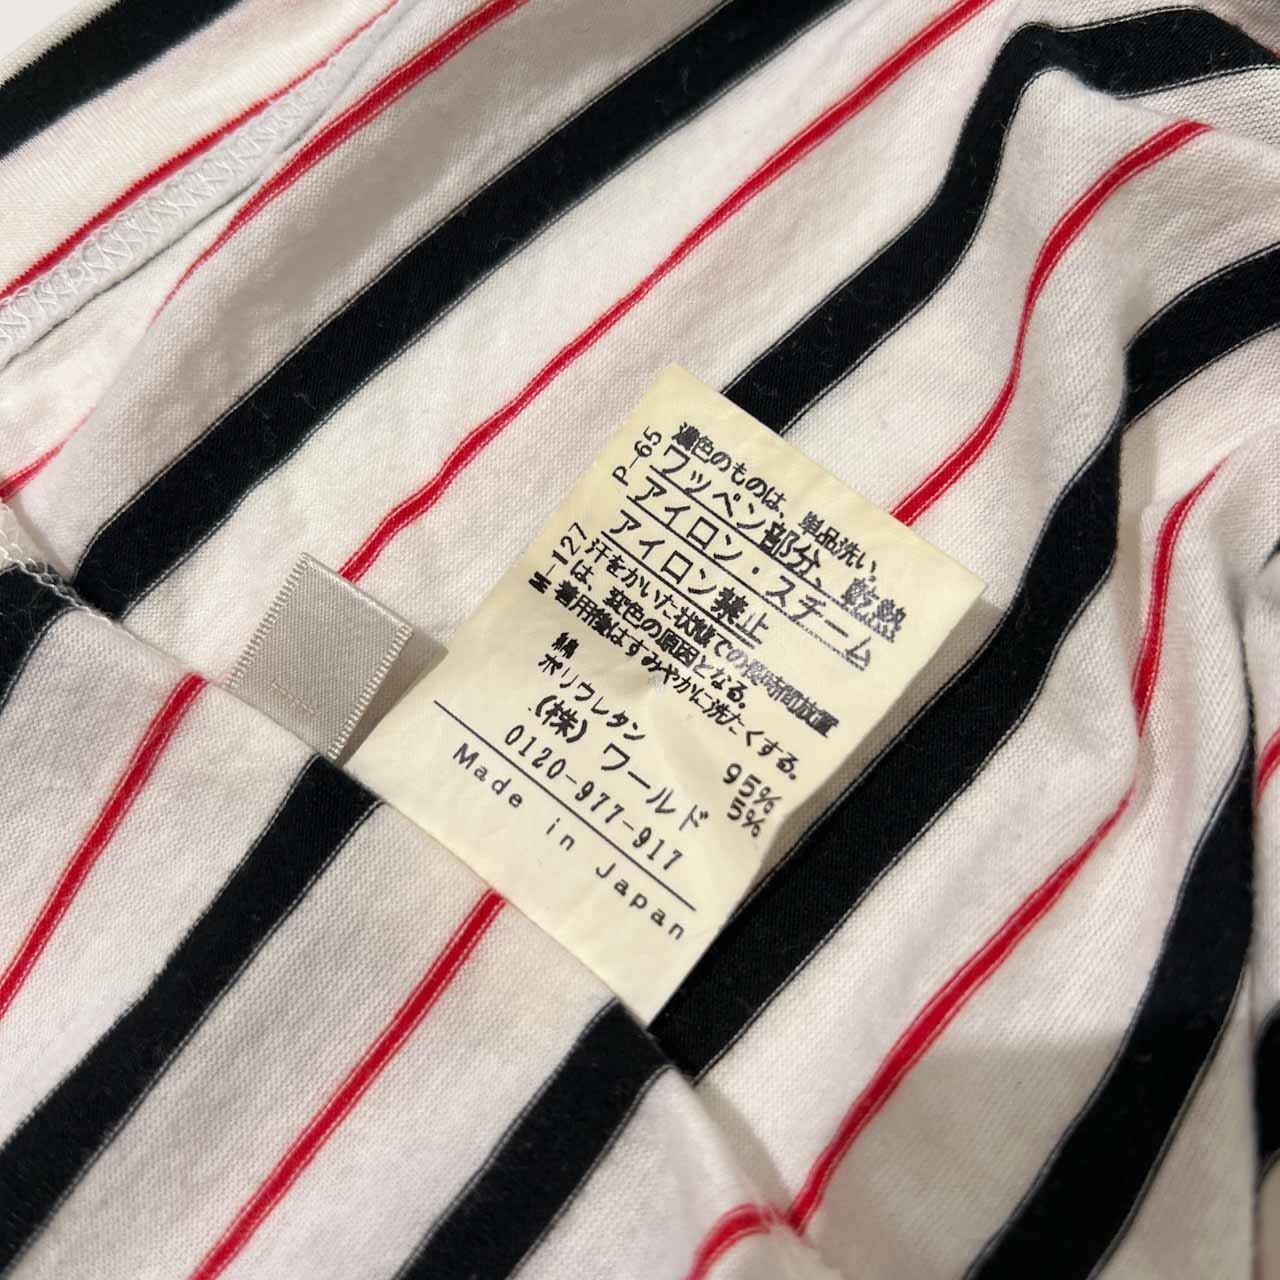 濃色のものは、単品洗い。
P-65
ワッペン部分、乾熱
アイロン・スチーム
アイロン禁止
汗をかいた状態での長時間放置
は、変色の原因となる。
M-127
着用後はすみやかに洗たくする。
綿 95%
ポリウレタン 5%
(株)ワールド
0120-977-917
Made in Japan